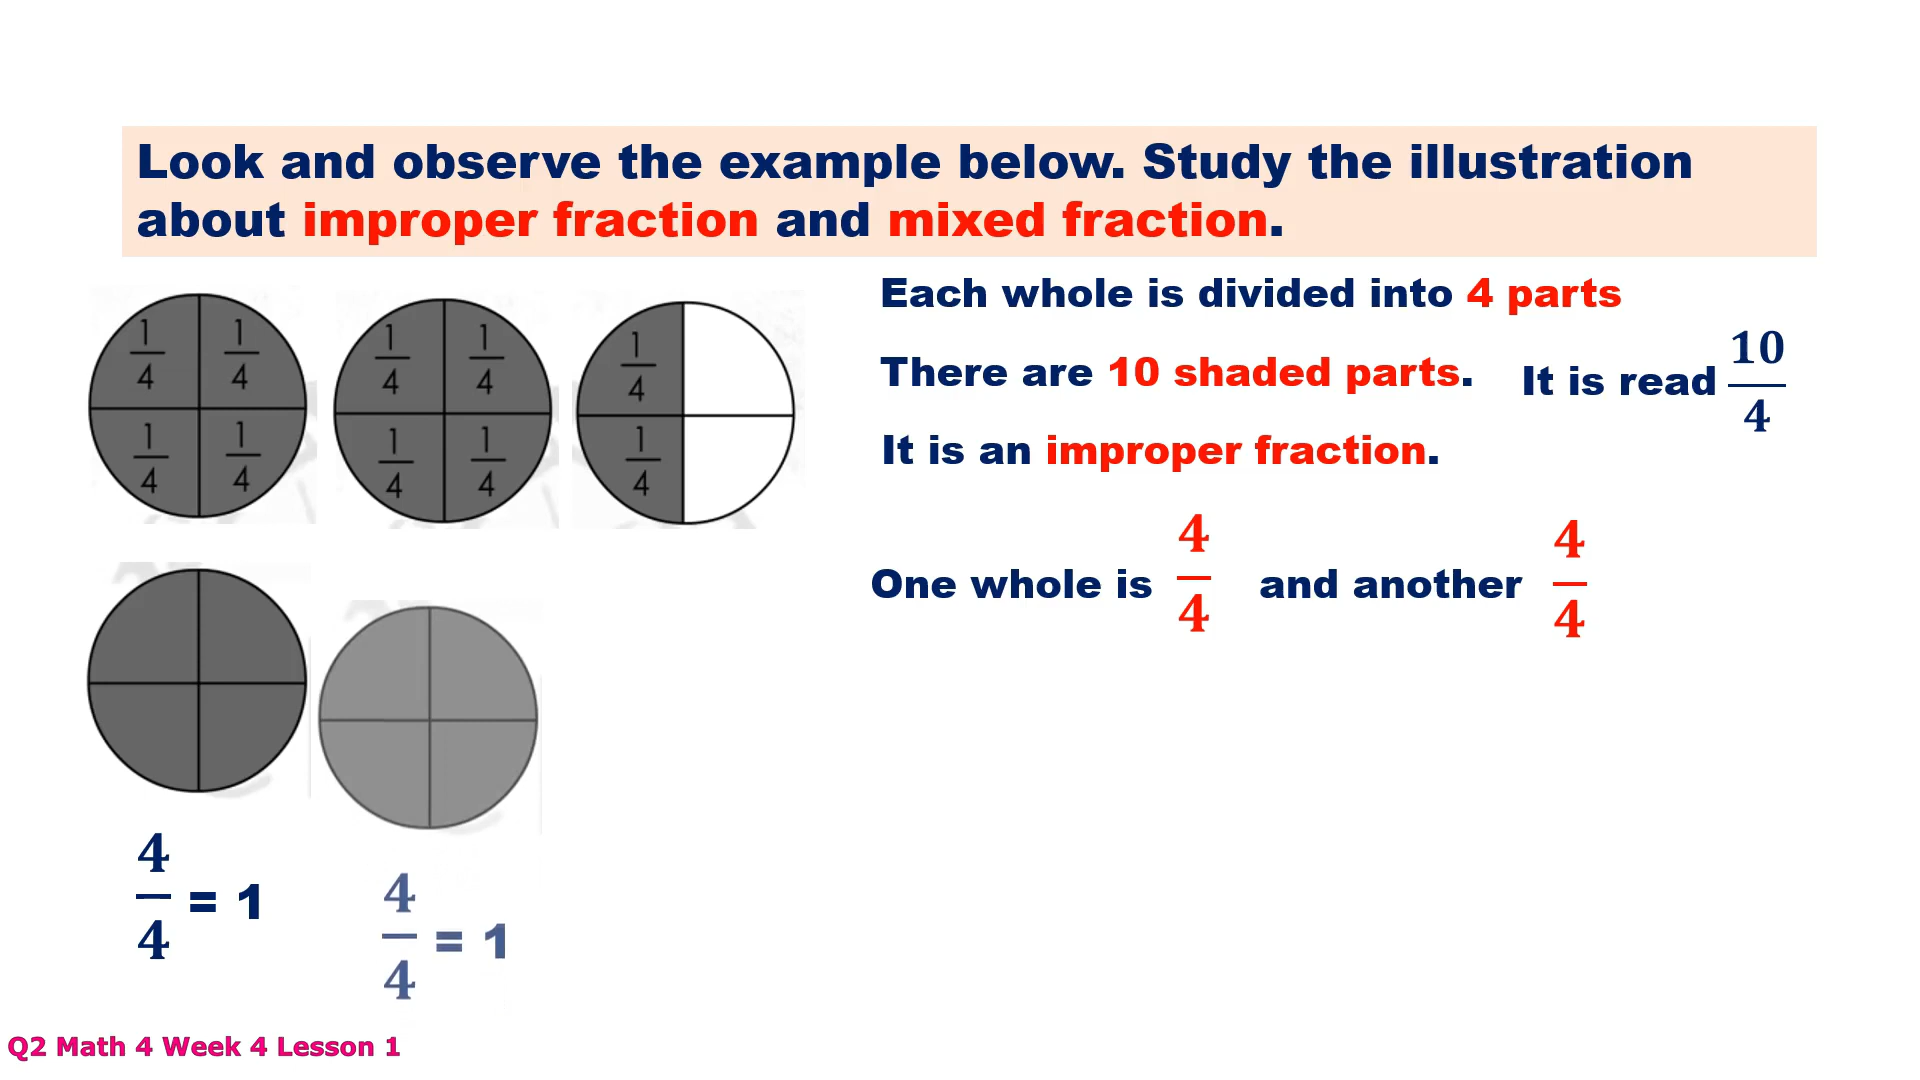 Look and observe the example below. Study the illustration
about improper fraction and mixed fraction.
1/4 1/4 1/4 1/4 1/4
1/4 1/4 1/4 1/4 1/4
Each whole is divided into 4 parts
There are 10 shaded parts. It is read 10/4
It is an improper fraction.
One whole is 4/4 and another 4/4
4/4 = 1
4/4 = 1
Q2 Math 4 Week 4 Lesson 1